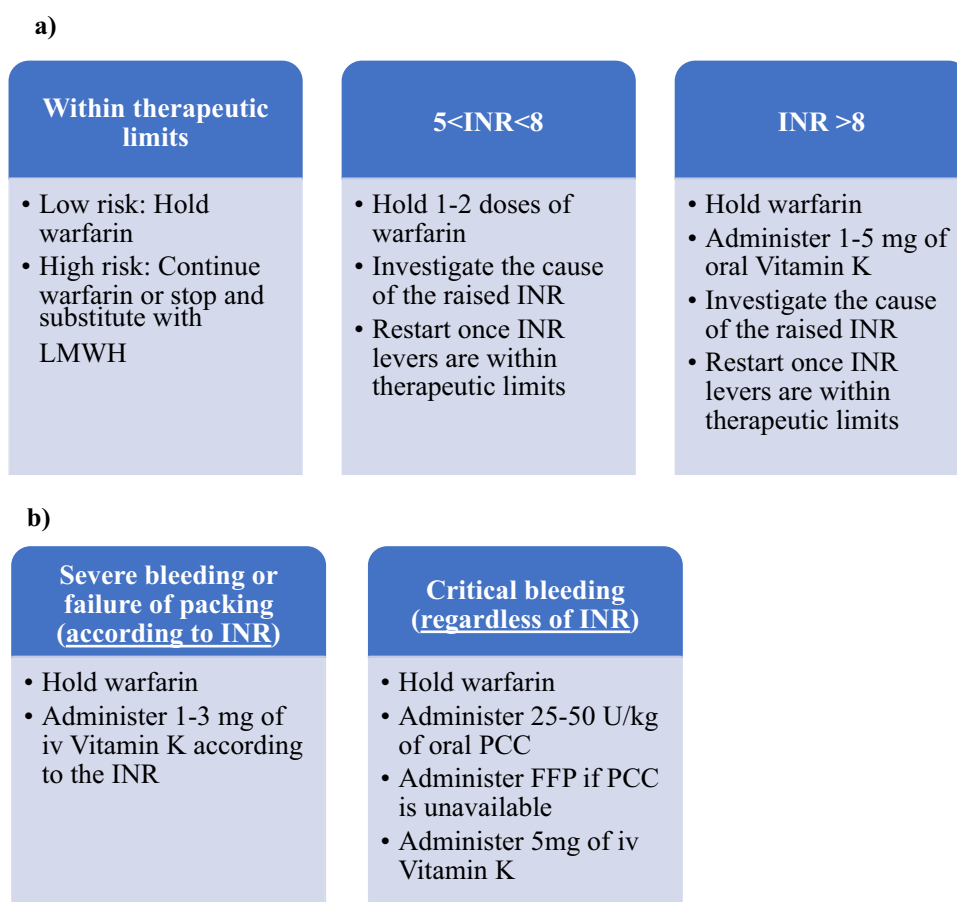 a)
Within therapeutic
limits
• Low risk: Hold
warfarin
• High risk: Continue
warfarin or stop and
substitute with
LMWH
5<INR<8
• Hold 1-2 doses of
warfarin
• Investigate the cause
of the raised INR
• Restart once INR
levers are within
therapeutic limits
INR >8
• Hold warfarin
• Administer 1-5 mg of
oral Vitamin K
• Investigate the cause
of the raised INR
• Restart once INR
levers are within
therapeutic limits
b)
Severe bleeding or
failure of packing
(according to INR)
• Hold warfarin
• Administer 1-3 mg of
iv Vitamin K according
to the INR
Critical bleeding
(regardless of INR)
• Hold warfarin
• Administer 25-50 U/kg
of oral PCC
• Administer FFP if PCC
is unavailable
• Administer 5mg of iv
Vitamin K